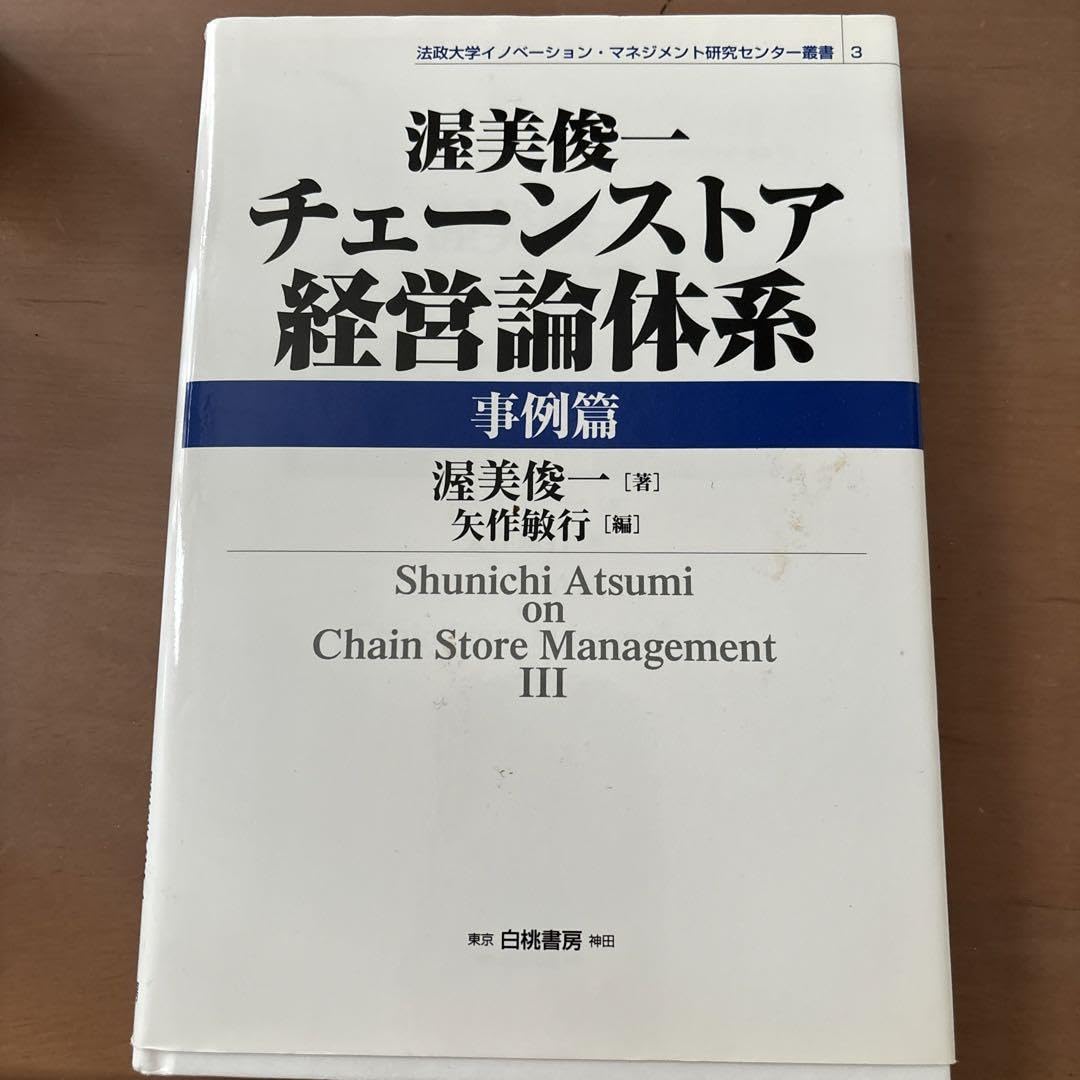 法政大学イノベーション・マネジメント研究センター叢書 3
渥美俊一
チェーンストア
経営論体系
事例篇
渥美俊一[著]
矢作敏行[編]
Shunichi Atsumi
on
Chain Store Management
III
東京 白桃書房 神田